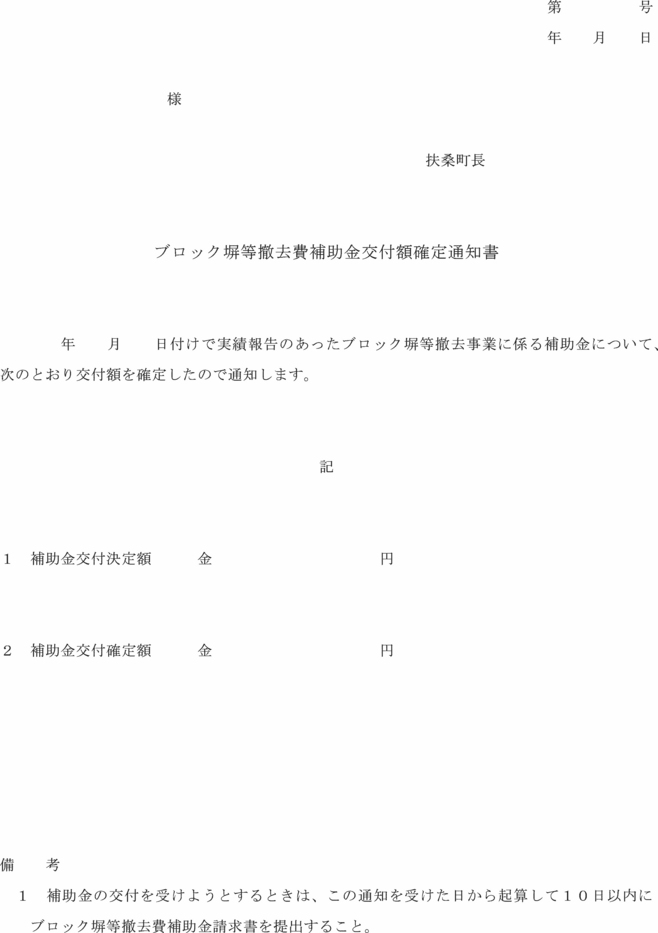 第　　　　　号
年　　月　　日
様
扶桑町長
ブロック塀等撤去費補助金交付額確定通知書
年　　月　　日付けで実績報告のあったブロック塀等撤去事業に係る補助金について、
次のとおり交付額を確定したので通知します。
記
１　補助金交付決定額　　　金　　　　　　　　　　　円
２　補助金交付確定額　　　金　　　　　　　　　　　円
備　　考
１　補助金の交付を受けようとするときは、この通知を受けた日から起算して１０日以内に
ブロック塀等撤去費補助金請求書を提出すること。